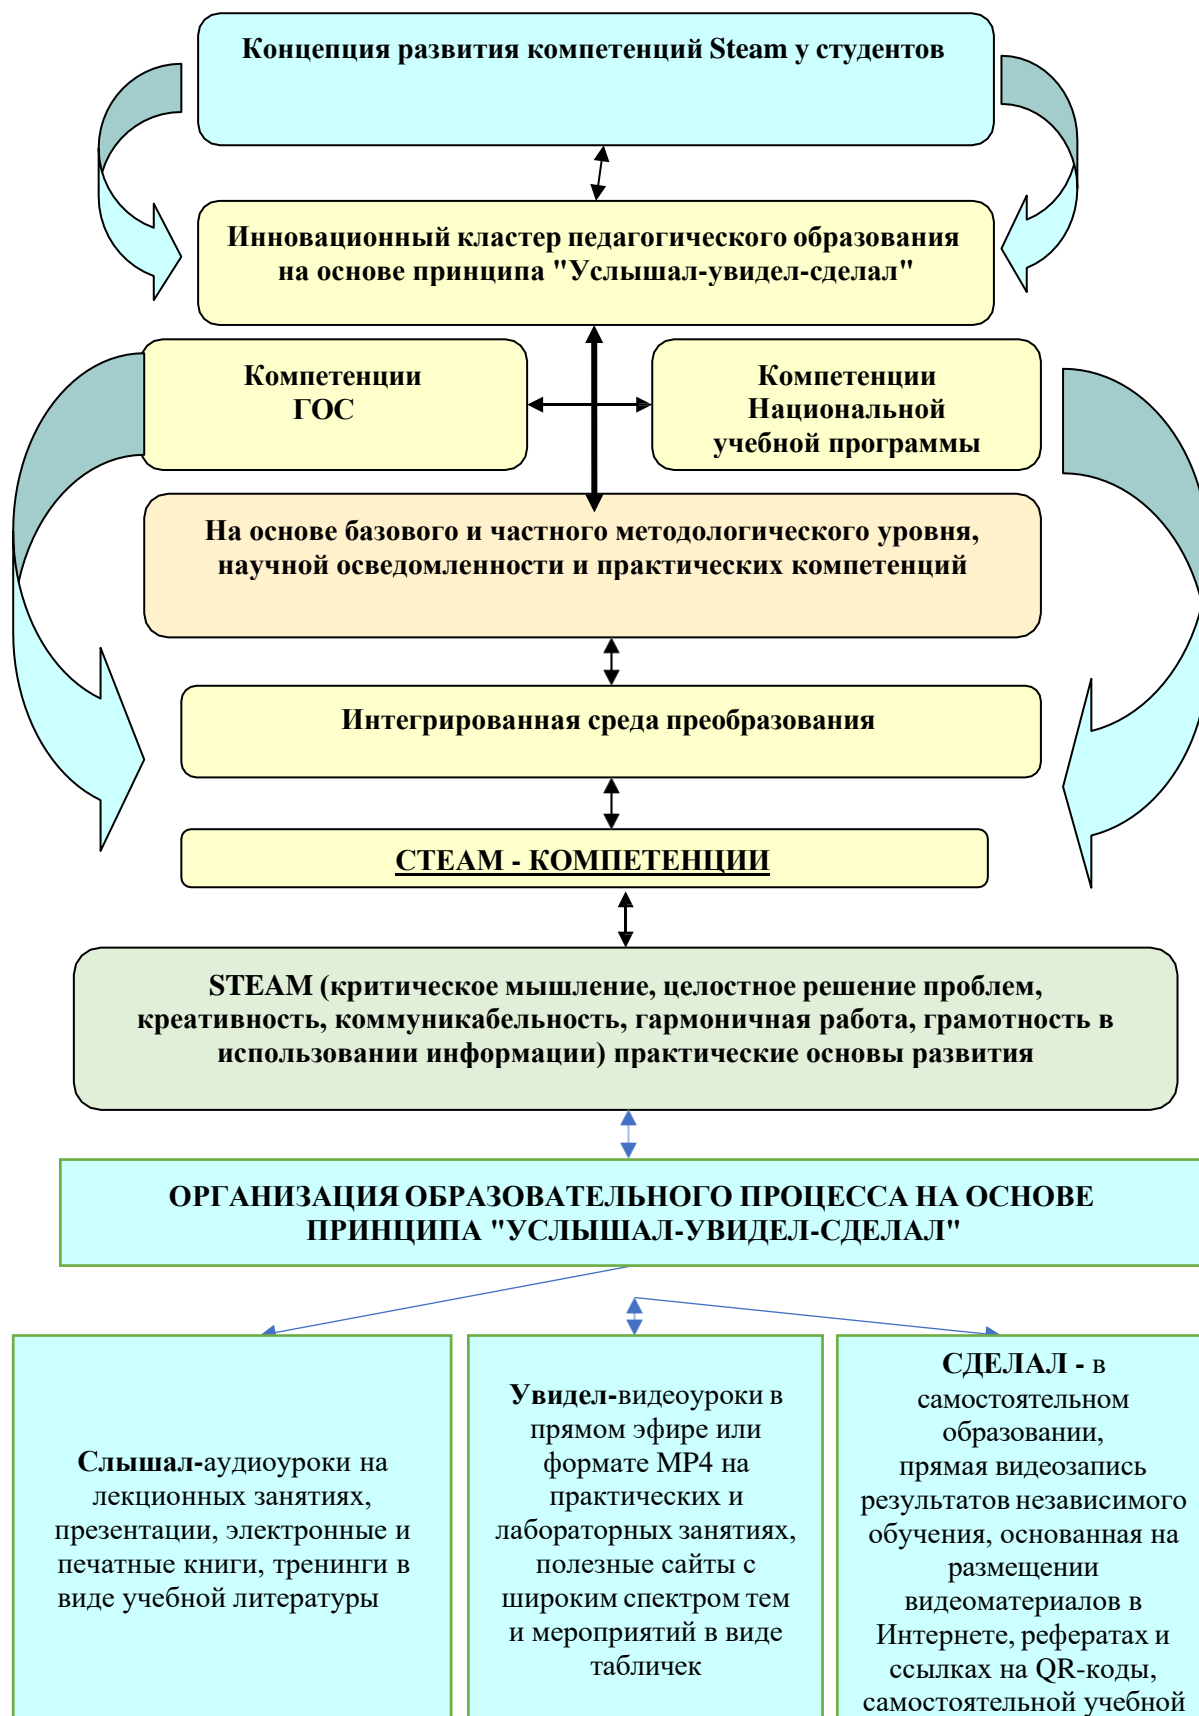 Концепция развития компетенций Steam у студентов
Инновационный кластер педагогического образования
на основе принципа "Услышал-увидел-сделал"
Компетенции
ГОС
Компетенции
Национальной
учебной программы
На основе базового и частного методологического уровня,
научной осведомленности и практических компетенций
Интегрированная среда преобразования
СТЕАМ - КОМПЕТЕНЦИИ
STEAM (критическое мышление, целостное решение проблем,
креативность, коммуникабельность, гармоничная работа, грамотность в
использовании информации) практические основы развития
ОРГАНИЗАЦИЯ ОБРАЗОВАТЕЛЬНОГО ПРОЦЕССА НА ОСНОВЕ
ПРИНЦИПА "УСЛЫШАЛ-УВИДЕЛ-СДЕЛАЛ"
Слышал-аудиоуроки на
лекционных занятиях,
презентации, электронные и
печатные книги, тренинги в
виде учебной литературы
Увидел-видеоуроки в
прямом эфире или
формате MP4 на
практических и
лабораторных занятиях,
полезные сайты с
широким спектром тем
и мероприятий в виде
табличек
СДЕЛАЛ - в
самостоятельном
образовании,
прямая видеозапись
результатов независимого
обучения, основанная на
размещении
видеоматериалов в
Интернете, рефератах и
ссылках на QR-коды,
самостоятельной учебной